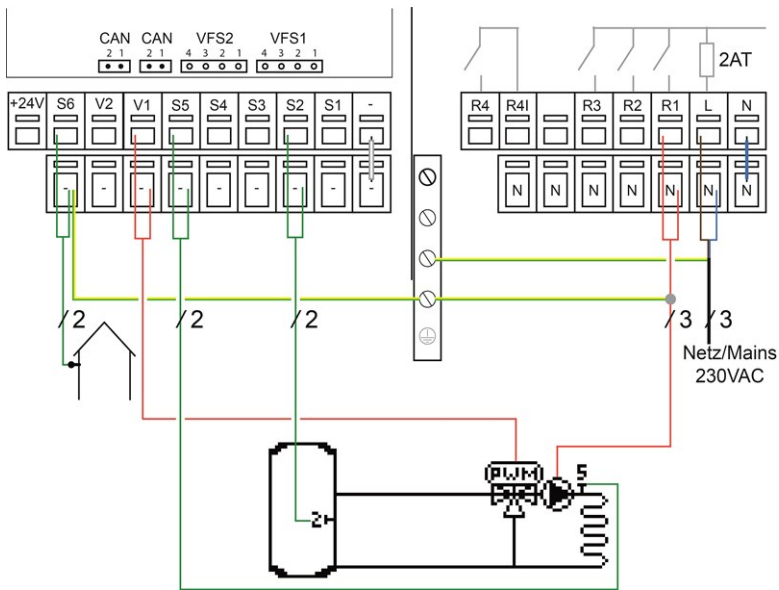 CAN CAN VFS2 VFS1
2 1 2 1 4 3 2 1 4 3 2 1
2AT
+24V S6 V2 V1 S5 S4 S3 S2 S1 - R4 R4I R3 R2 R1 L N
- - - - - - - - - N N N N N N N
/2 /2 /2 /3 /3
Netz/Mains
230VAC
(PWM) 5
2